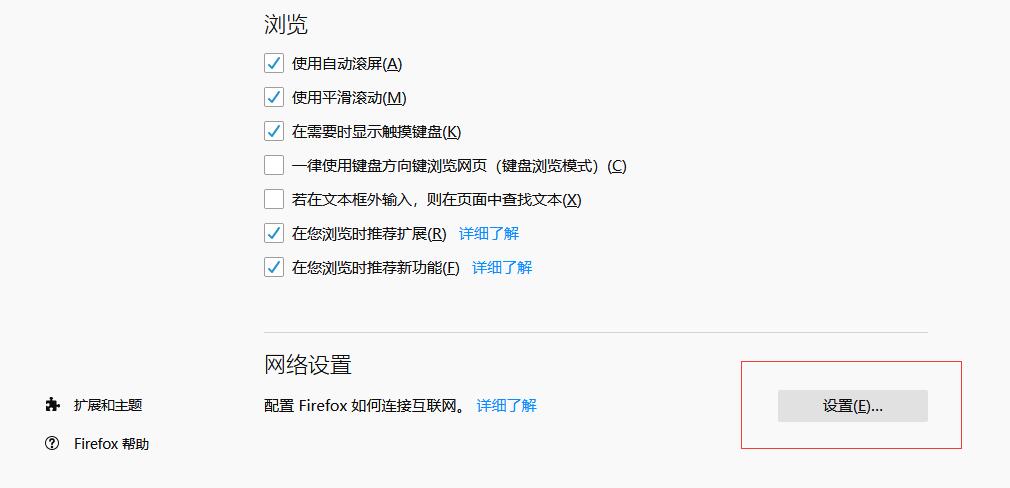 浏览
使用自动滚屏(A)
使用平滑滚动(M)
在需要时显示触摸键盘(K)
一律使用键盘方向键浏览网页（键盘浏览模式）(C)
若在文本框外输入，则在页面中查找文本(X)
在您浏览时推荐扩展(R) 详细了解
在您浏览时推荐新功能(F) 详细了解
网络设置
配置 Firefox 如何连接互联网。 详细了解 设置(E)...
扩展和主题
Firefox 帮助